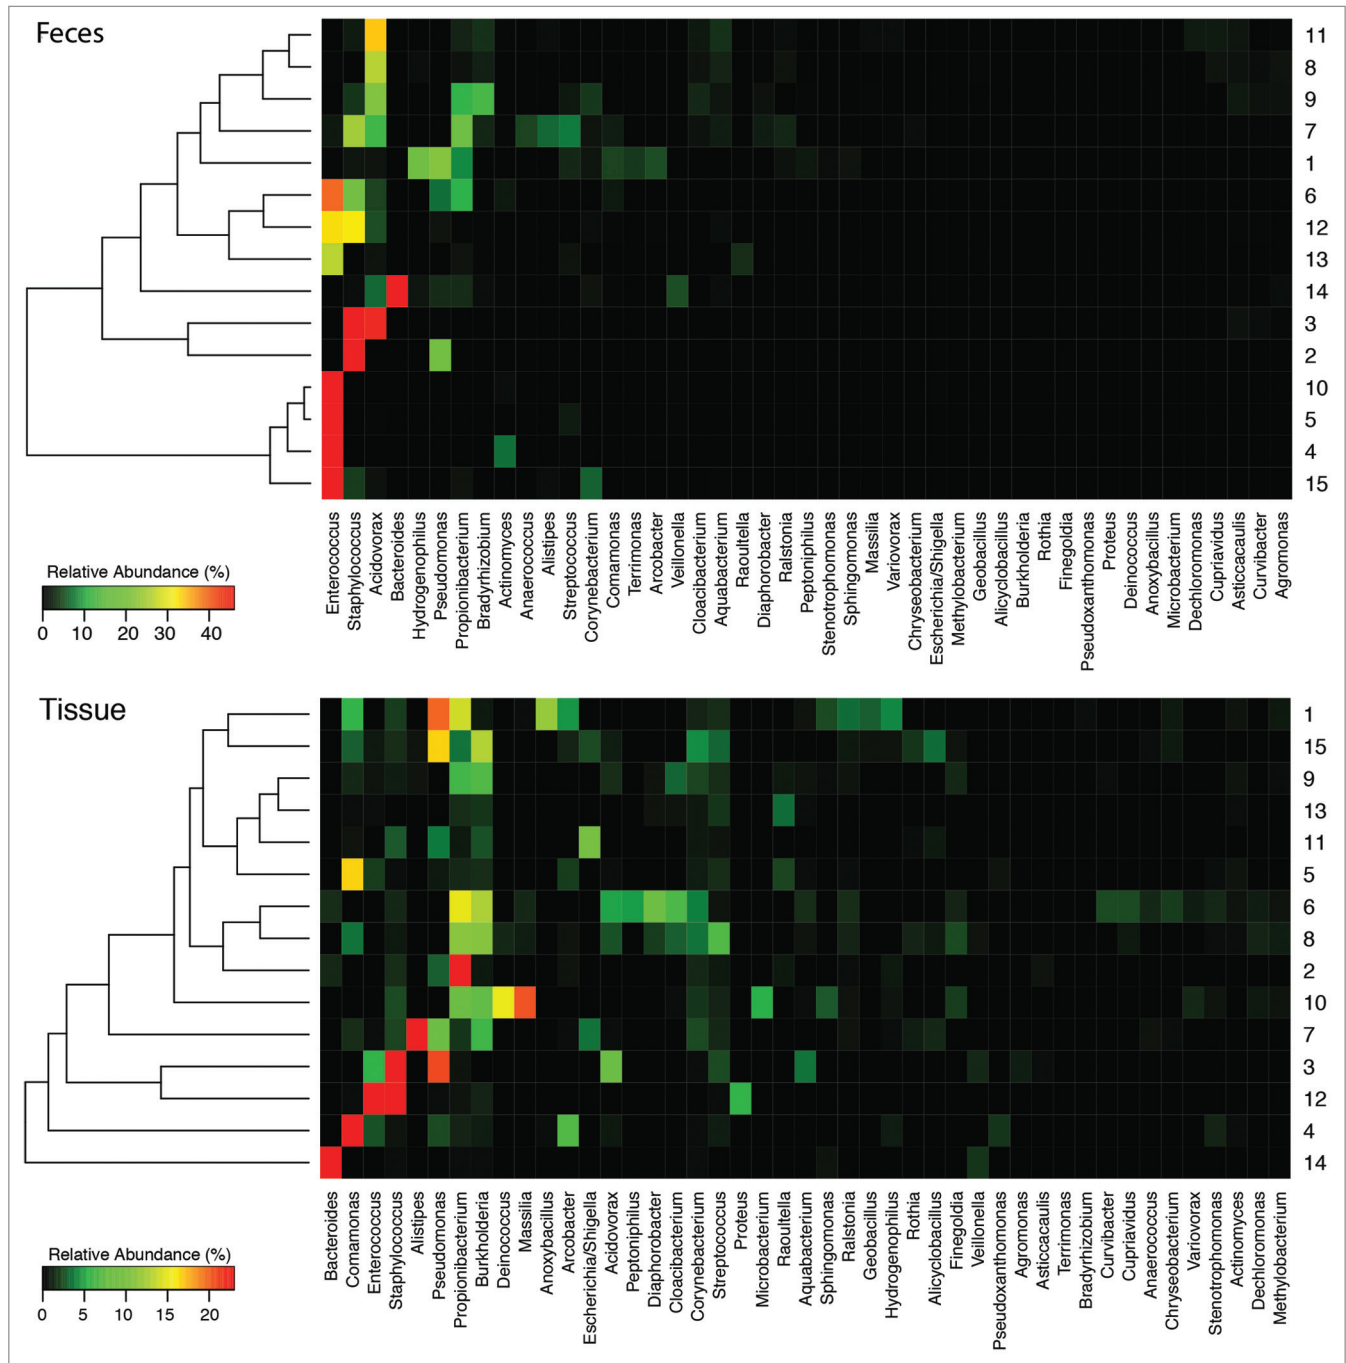 Feces
11
8
9
7
1
6
12
13
14
3
2
10
5
4
15
Enterococcus
Staphylococcus
Acidovorax
Bacteroides
Hydrogenophilus
Pseudomonas
Propionibacterium
Bradyrhizobium
Actinomyces
Anaerococcus
Alistipes
Streptococcus
Corynebacterium
Comamonas
Terrimonas
Arcobacter
Veillonella
Cloacibacterium
Aquabacterium
Raoultella
Diaphorobacter
Ralstonia
Peptoniphilus
Stenotrophomonas
Sphingomonas
Massilia
Variovorax
Chryseobacterium
Escherichia/Shigella
Methylobacterium
Geobacillus
Alicyclobacillus
Burkholderia
Rothia
Finegoldia
Pseudoxanthomonas
Proteus
Deinococcus
Anoxybacillus
Microbacterium
Dechloromonas
Cupriavidus
Asticcacaulis
Curvibacter
Agromonas
Relative Abundance (%)
0 10 20 30 40
Tissue
1
15
9
13
11
5
6
8
2
10
7
3
12
4
14
Bacteroides
Comamonas
Enterococcus
Staphylococcus
Alistipes
Pseudomonas
Propionibacterium
Burkholderia
Deinococcus
Massilia
Anoxybacillus
Arcobacter
Escherichia/Shigella
Acidovorax
Peptoniphilus
Diaphorobacter
Cloacibacterium
Corynebacterium
Streptococcus
Proteus
Microbacterium
Raoultella
Aquabacterium
Sphingomonas
Ralstonia
Geobacillus
Hydrogenophilus
Rothia
Alicyclobacillus
Finegoldia
Veillonella
Pseudoxanthomonas
Agromonas
Asticcacaulis
Terrimonas
Bradyrhizobium
Curvibacter
Cupriavidus
Anaerococcus
Chryseobacterium
Variovorax
Stenotrophomonas
Actinomyces
Dechloromonas
Methylobacterium
Relative Abundance (%)
0 5 10 15 20